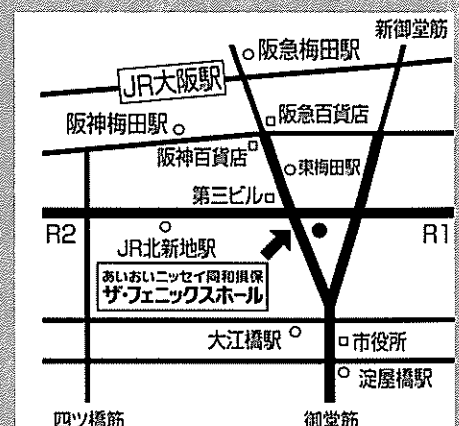 新御堂筋
阪急梅田駅
JR大阪駅
阪急百貨店
阪神梅田駅
阪神百貨店
東梅田駅
第三ビル
R2
R1
JR北新地駅
あいおいニッセイ同和損保
ザ・フェニックスホール
大江橋駅
市役所
淀屋橋駅
四ツ橋筋
御堂筋